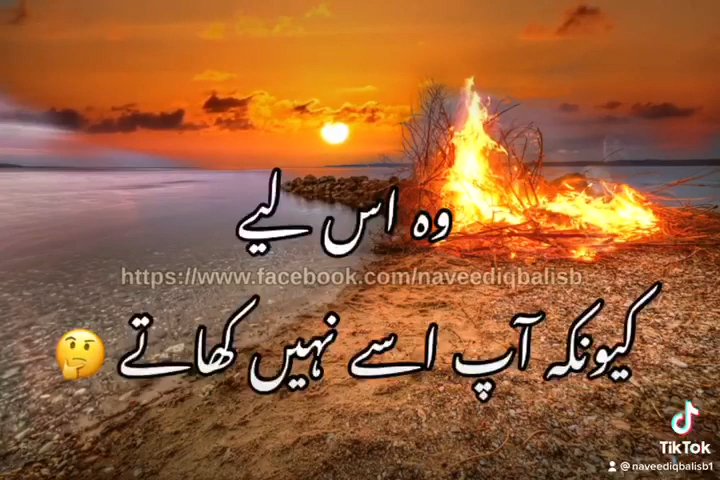 وہ اس لیے
https://www.facebook.com/naveediqbalisb
کیونکہ آپ اسے نہیں کھاتے 🤔
TikTok
@naveediqbalisb1